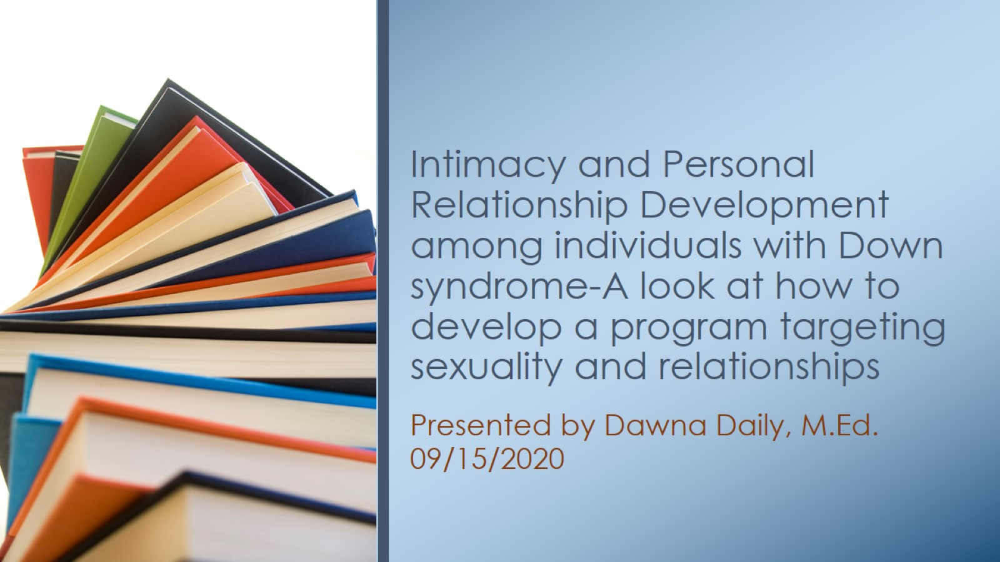 Intimacy and Personal
Relationship Development
among individuals with Down
syndrome-A look at how to
develop a program targeting
sexuality and relationships
Presented by Dawna Daily, M.Ed.
09/15/2020